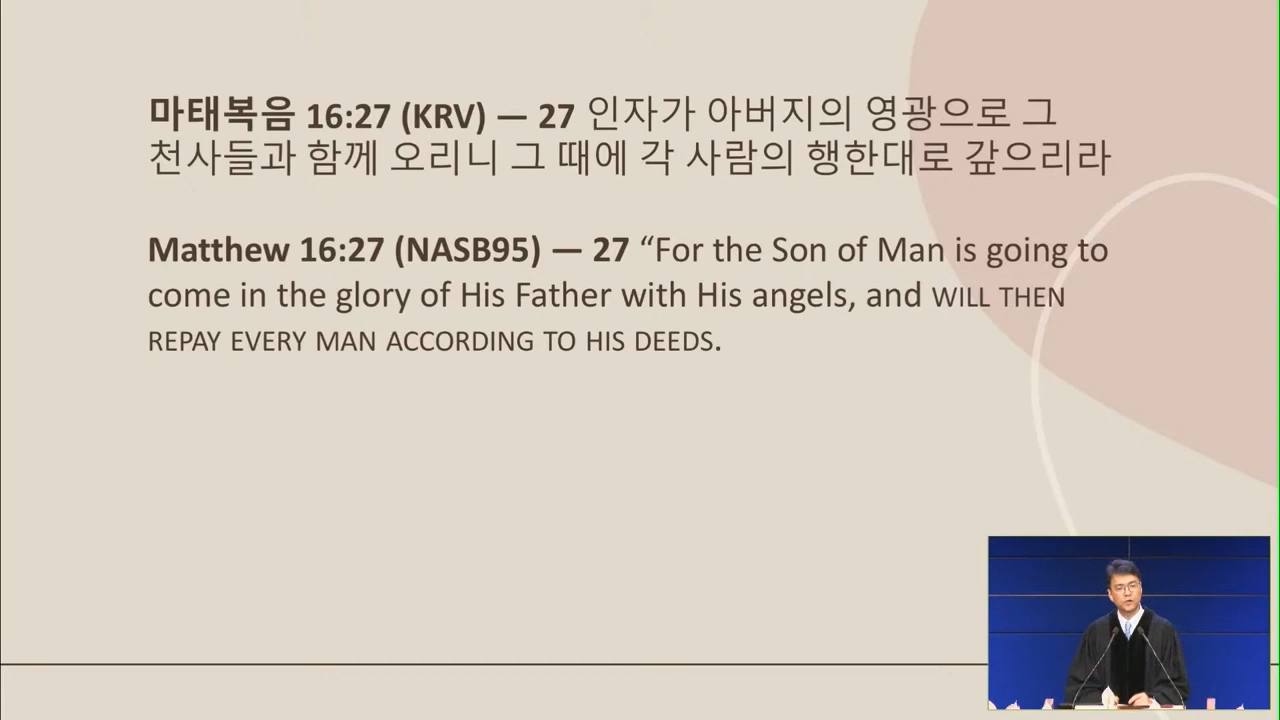 마태복음 16:27 (KRV) — 27 인자가 아버지의 영광으로 그
천사들과 함께 오리니 그 때에 각 사람의 행한대로 갚으리라
Matthew 16:27 (NASB95) — 27 “For the Son of Man is going to
come in the glory of His Father with His angels, and WILL THEN
REPAY EVERY MAN ACCORDING TO HIS DEEDS.